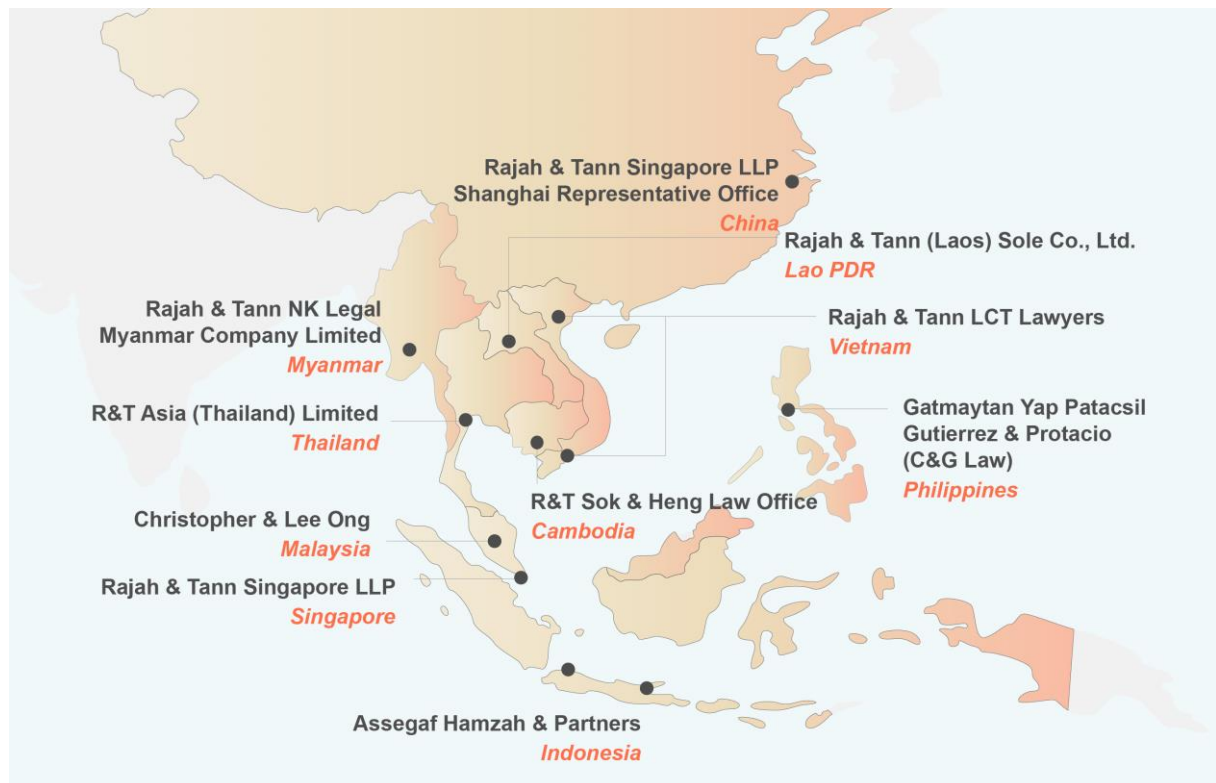 Rajah & Tann Singapore LLP
Shanghai Representative Office
China
Rajah & Tann (Laos) Sole Co., Ltd.
Lao PDR
Rajah & Tann NK Legal
Myanmar Company Limited
Myanmar
Rajah & Tann LCT Lawyers
Vietnam
R&T Asia (Thailand) Limited
Thailand
Gatmaytan Yap Patacsil
Gutierrez & Protacio
(C&G Law)
Philippines
R&T Sok & Heng Law Office
Cambodia
Christopher & Lee Ong
Malaysia
Rajah & Tann Singapore LLP
Singapore
Assegaf Hamzah & Partners
Indonesia